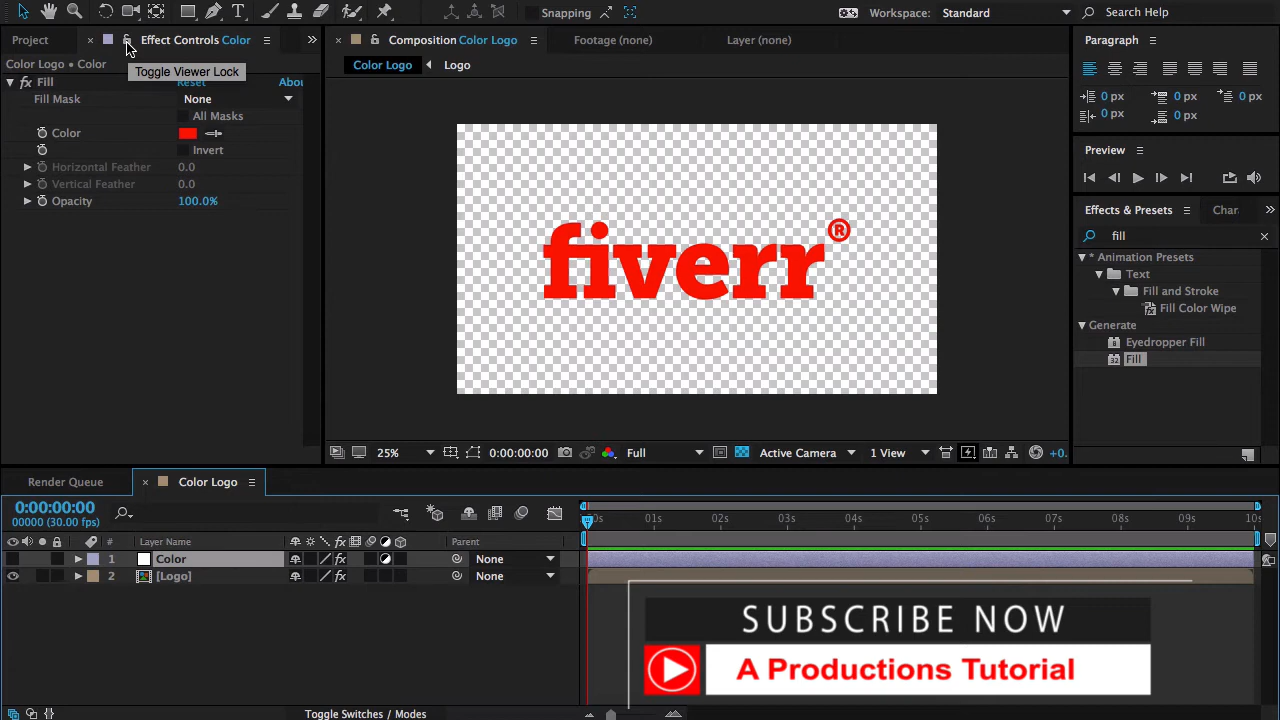 Snapping
Workspace: Standard
Search Help
Project
Effect Controls Color
Composition Color Logo
Footage (none)
Layer (none)
Paragraph
Color Logo • Color
Toggle Viewer Lock
Color Logo
Logo
fx Fill
Reset
Abou
Fill Mask
None
All Masks
Color
Invert
Horizontal Feather
0.0
Vertical Feather
0.0
Opacity
100.0%
0 px
0 px
0 px
0 px
0 px
Preview
Effects & Presets
Char
fill
* Animation Presets
Text
Fill and Stroke
Fill Color Wipe
Generate
Eyedropper Fill
32
Fill
fiverr®
25%
0:00:00:00
Full
Active Camera
1 View
+0.
Render Queue
Color Logo
0:00:00:00
00000 (30.00 fps)
0s
01s
02s
03s
04s
05s
06s
07s
08s
09s
10s
#
Layer Name
fx
Parent
1
Color
fx
None
2
[Logo]
fx
None
SUBSCRIBE NOW
A Productions Tutorial
Toggle Switches / Modes